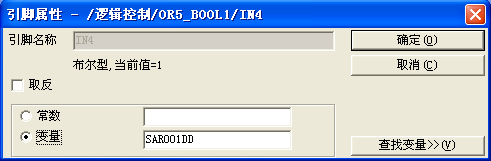 引脚属性 - /逻辑控制/OR5_BOOL1/IN4
引脚名称 IN4 确定(O)
布尔型,当前值=1 取消(C)
取反
常数
变量 SAR001DD
查找变量>>(V)